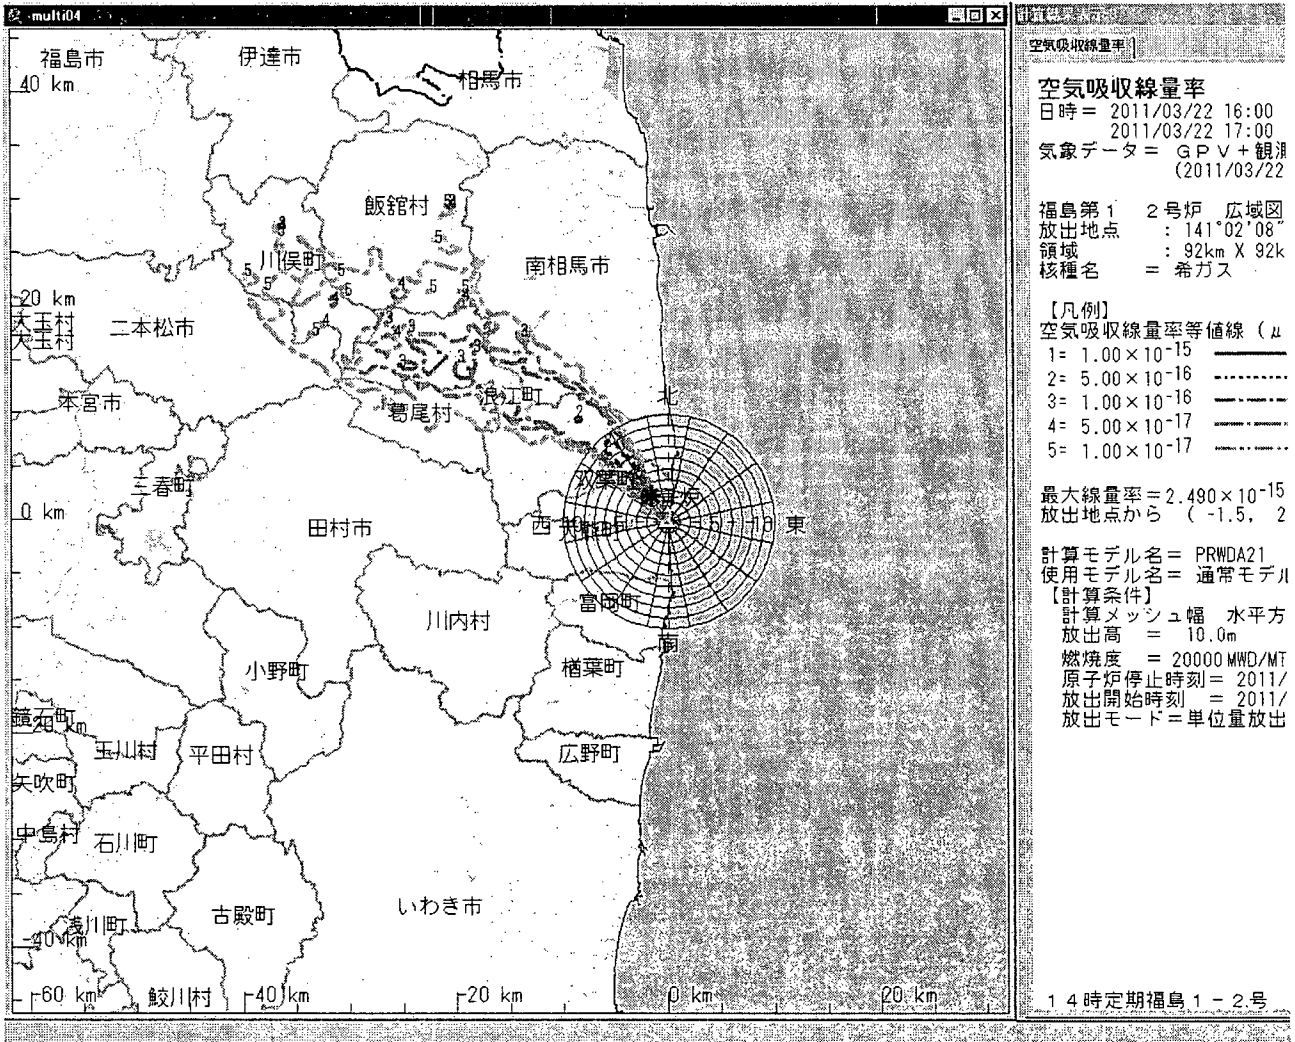 multi04
福島市
伊達市
相馬市
40 km
飯舘村
川俣町
南相馬市
20 km
大玉村
大玉村
二本松市
本宮市
葛尾村
浪江町
北
三春町
双葉町
0 km
田村市
西
東
富岡町
川内村
南
小野町
楢葉町
鏡石町
-20 km
玉川村
平田村
広野町
矢吹町
中島村
石川町
浅川町
古殿町
いわき市
-40 km
鮫川村
-60 km
-40 km
-20 km
0 km
20 km
空気吸収線量率
空気吸収線量率
日時= 2011/03/22 16:00
2011/03/22 17:00
気象データ= GPV+観測
(2011/03/22
福島第1 2号炉 広域図
放出地点 : 141°02'08"
領域 : 92km X 92k
核種名 = 希ガス
【凡例】
空気吸収線量率等値線 (μ
1= 1.00×10⁻¹⁵
2= 5.00×10⁻¹⁶
3= 1.00×10⁻¹⁶
4= 5.00×10⁻¹⁷
5= 1.00×10⁻¹⁷
最大線量率=2.490×10⁻¹⁵
放出地点から ( -1.5, 2
計算モデル名= PRWDA21
使用モデル名= 通常モデル
【計算条件】
計算メッシュ幅 水平方
放出高 = 10.0m
燃焼度 = 20000MWD/MT
原子炉停止時刻= 2011/
放出開始時刻 = 2011/
放出モード=単位量放出
14時定期福島1-2号